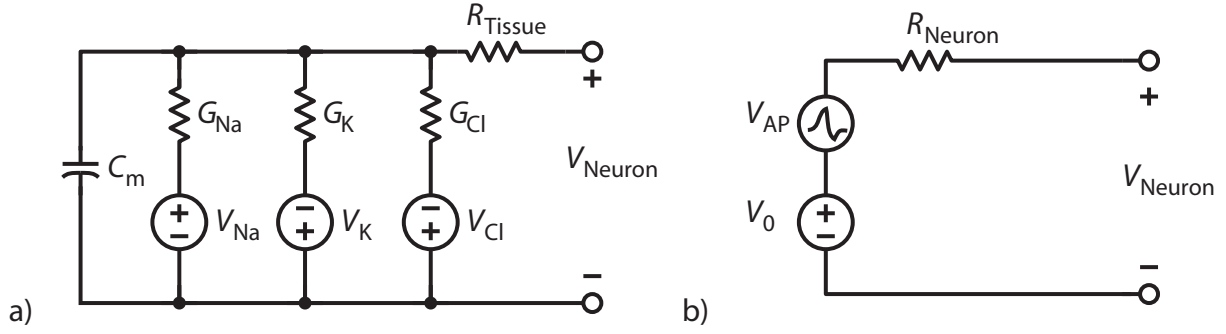 R_Tissue
+
G_Na
G_K
G_Cl
C_m
V_Neuron
+
−
V_Na
−
+
V_K
−
+
V_Cl
−
a)
R_Neuron
+
V_AP
V_Neuron
V_0
+
−
−
b)